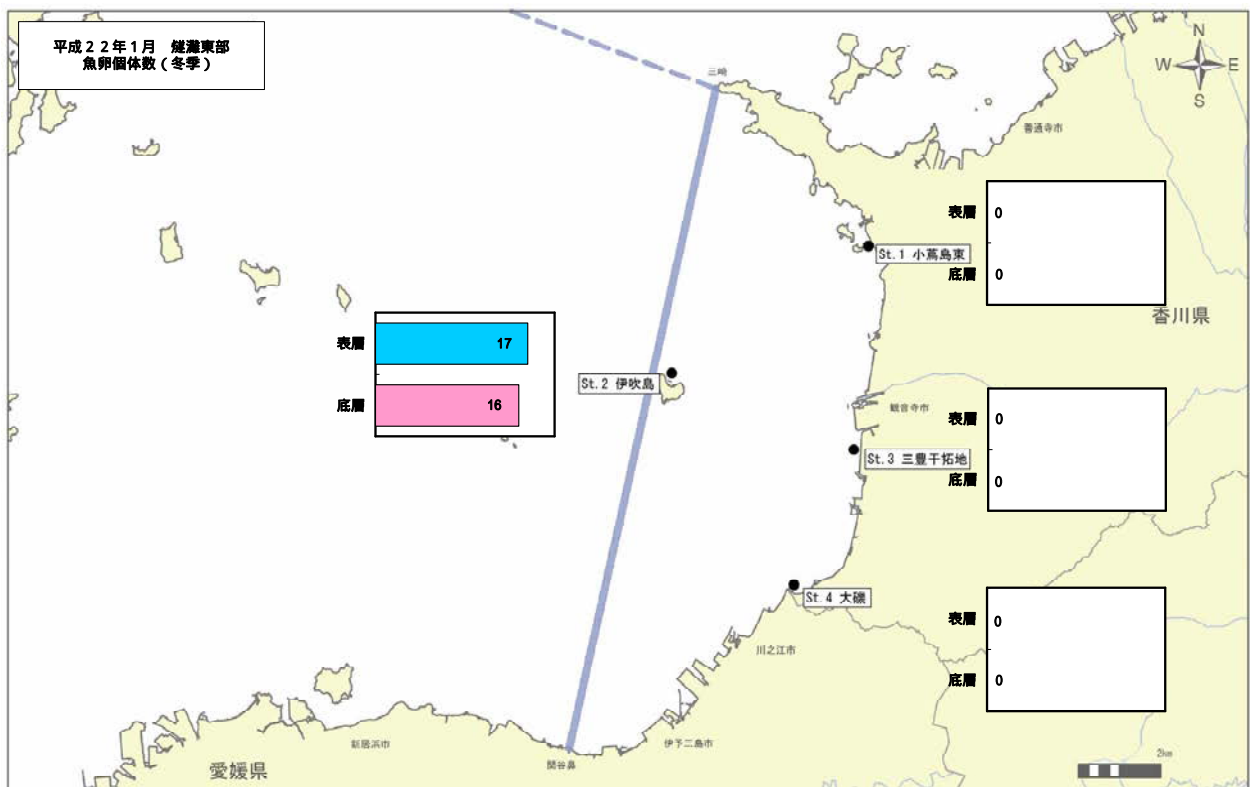 平成２２年１月　燧灘東部
魚卵個体数（冬季）
N
W E
S
三崎
善通寺市
表層 0
底層 0
St.1 小蔦島東
香川県
表層 17
底層 16
St.2 伊吹島
観音寺市
表層 0
底層 0
St.3 三豊干拓地
St.4 大磯
表層 0
底層 0
川之江市
伊予三島市
新居浜市
関谷鼻
愛媛県
2km